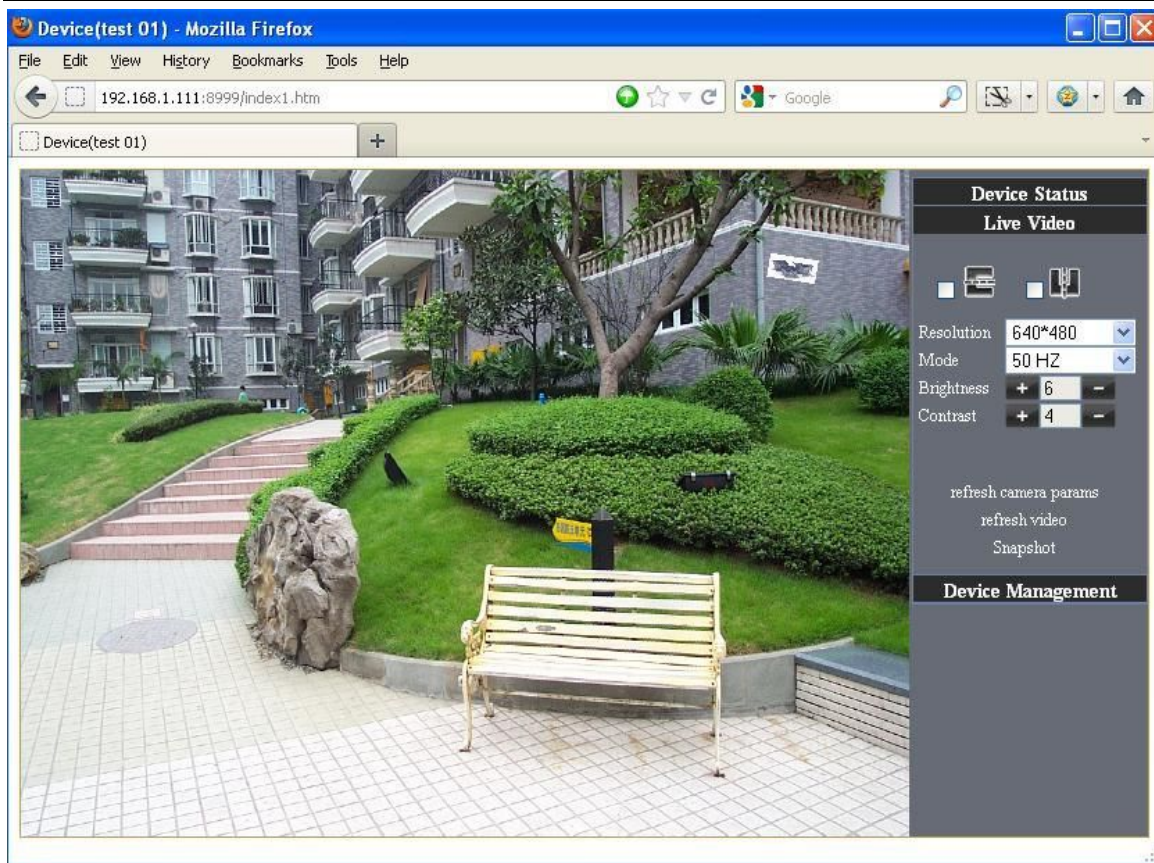 Device(test 01) - Mozilla Firefox
File Edit View History Bookmarks Tools Help
192.168.1.111:8999/index1.htm
Google
Device(test 01)
Device Status
Live Video
Resolution 640*480
Mode 50 HZ
Brightness + 6 -
Contrast + 4 -
refresh camera params
refresh video
Snapshot
Device Management